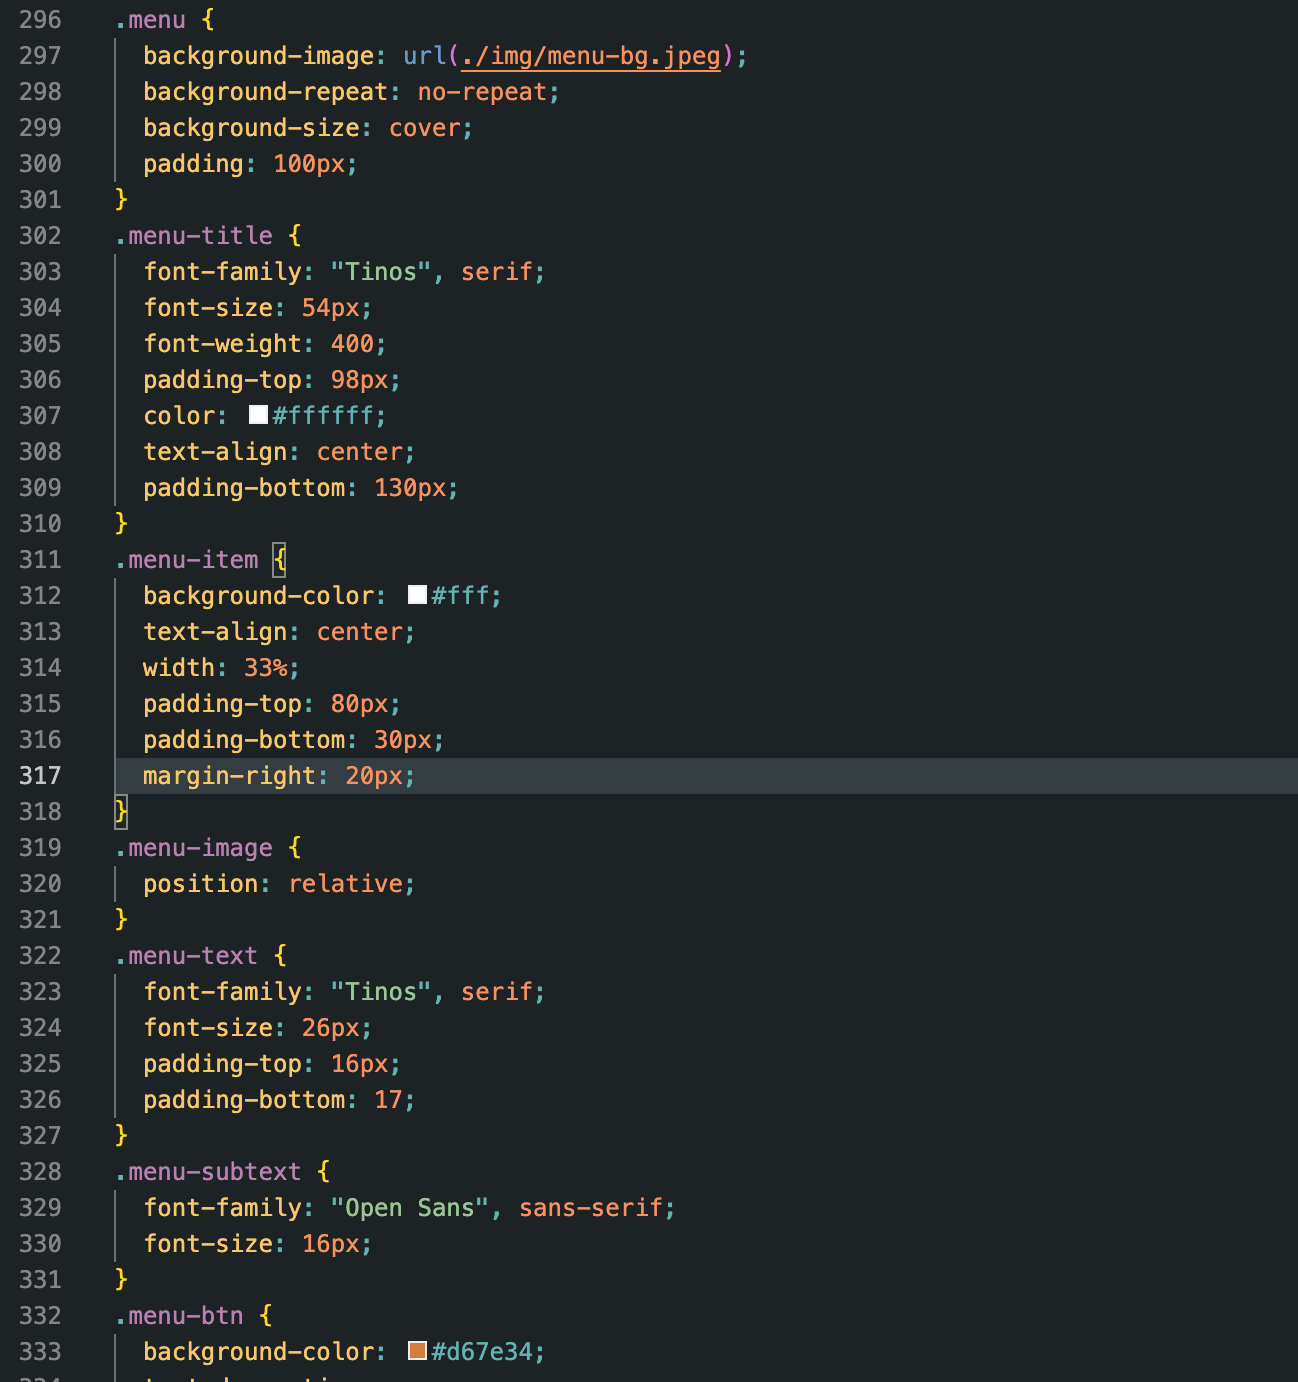 296 .menu {
297 background-image: url(./img/menu-bg.jpeg);
298 background-repeat: no-repeat;
299 background-size: cover;
300 padding: 100px;
301 }
302 .menu-title {
303 font-family: "Tinos", serif;
304 font-size: 54px;
305 font-weight: 400;
306 padding-top: 98px;
307 color: #ffffff;
308 text-align: center;
309 padding-bottom: 130px;
310 }
311 .menu-item {
312 background-color: #fff;
313 text-align: center;
314 width: 33%;
315 padding-top: 80px;
316 padding-bottom: 30px;
317 margin-right: 20px;
318 }
319 .menu-image {
320 position: relative;
321 }
322 .menu-text {
323 font-family: "Tinos", serif;
324 font-size: 26px;
325 padding-top: 16px;
326 padding-bottom: 17;
327 }
328 .menu-subtext {
329 font-family: "Open Sans", sans-serif;
330 font-size: 16px;
331 }
332 .menu-btn {
333 background-color: #d67e34;